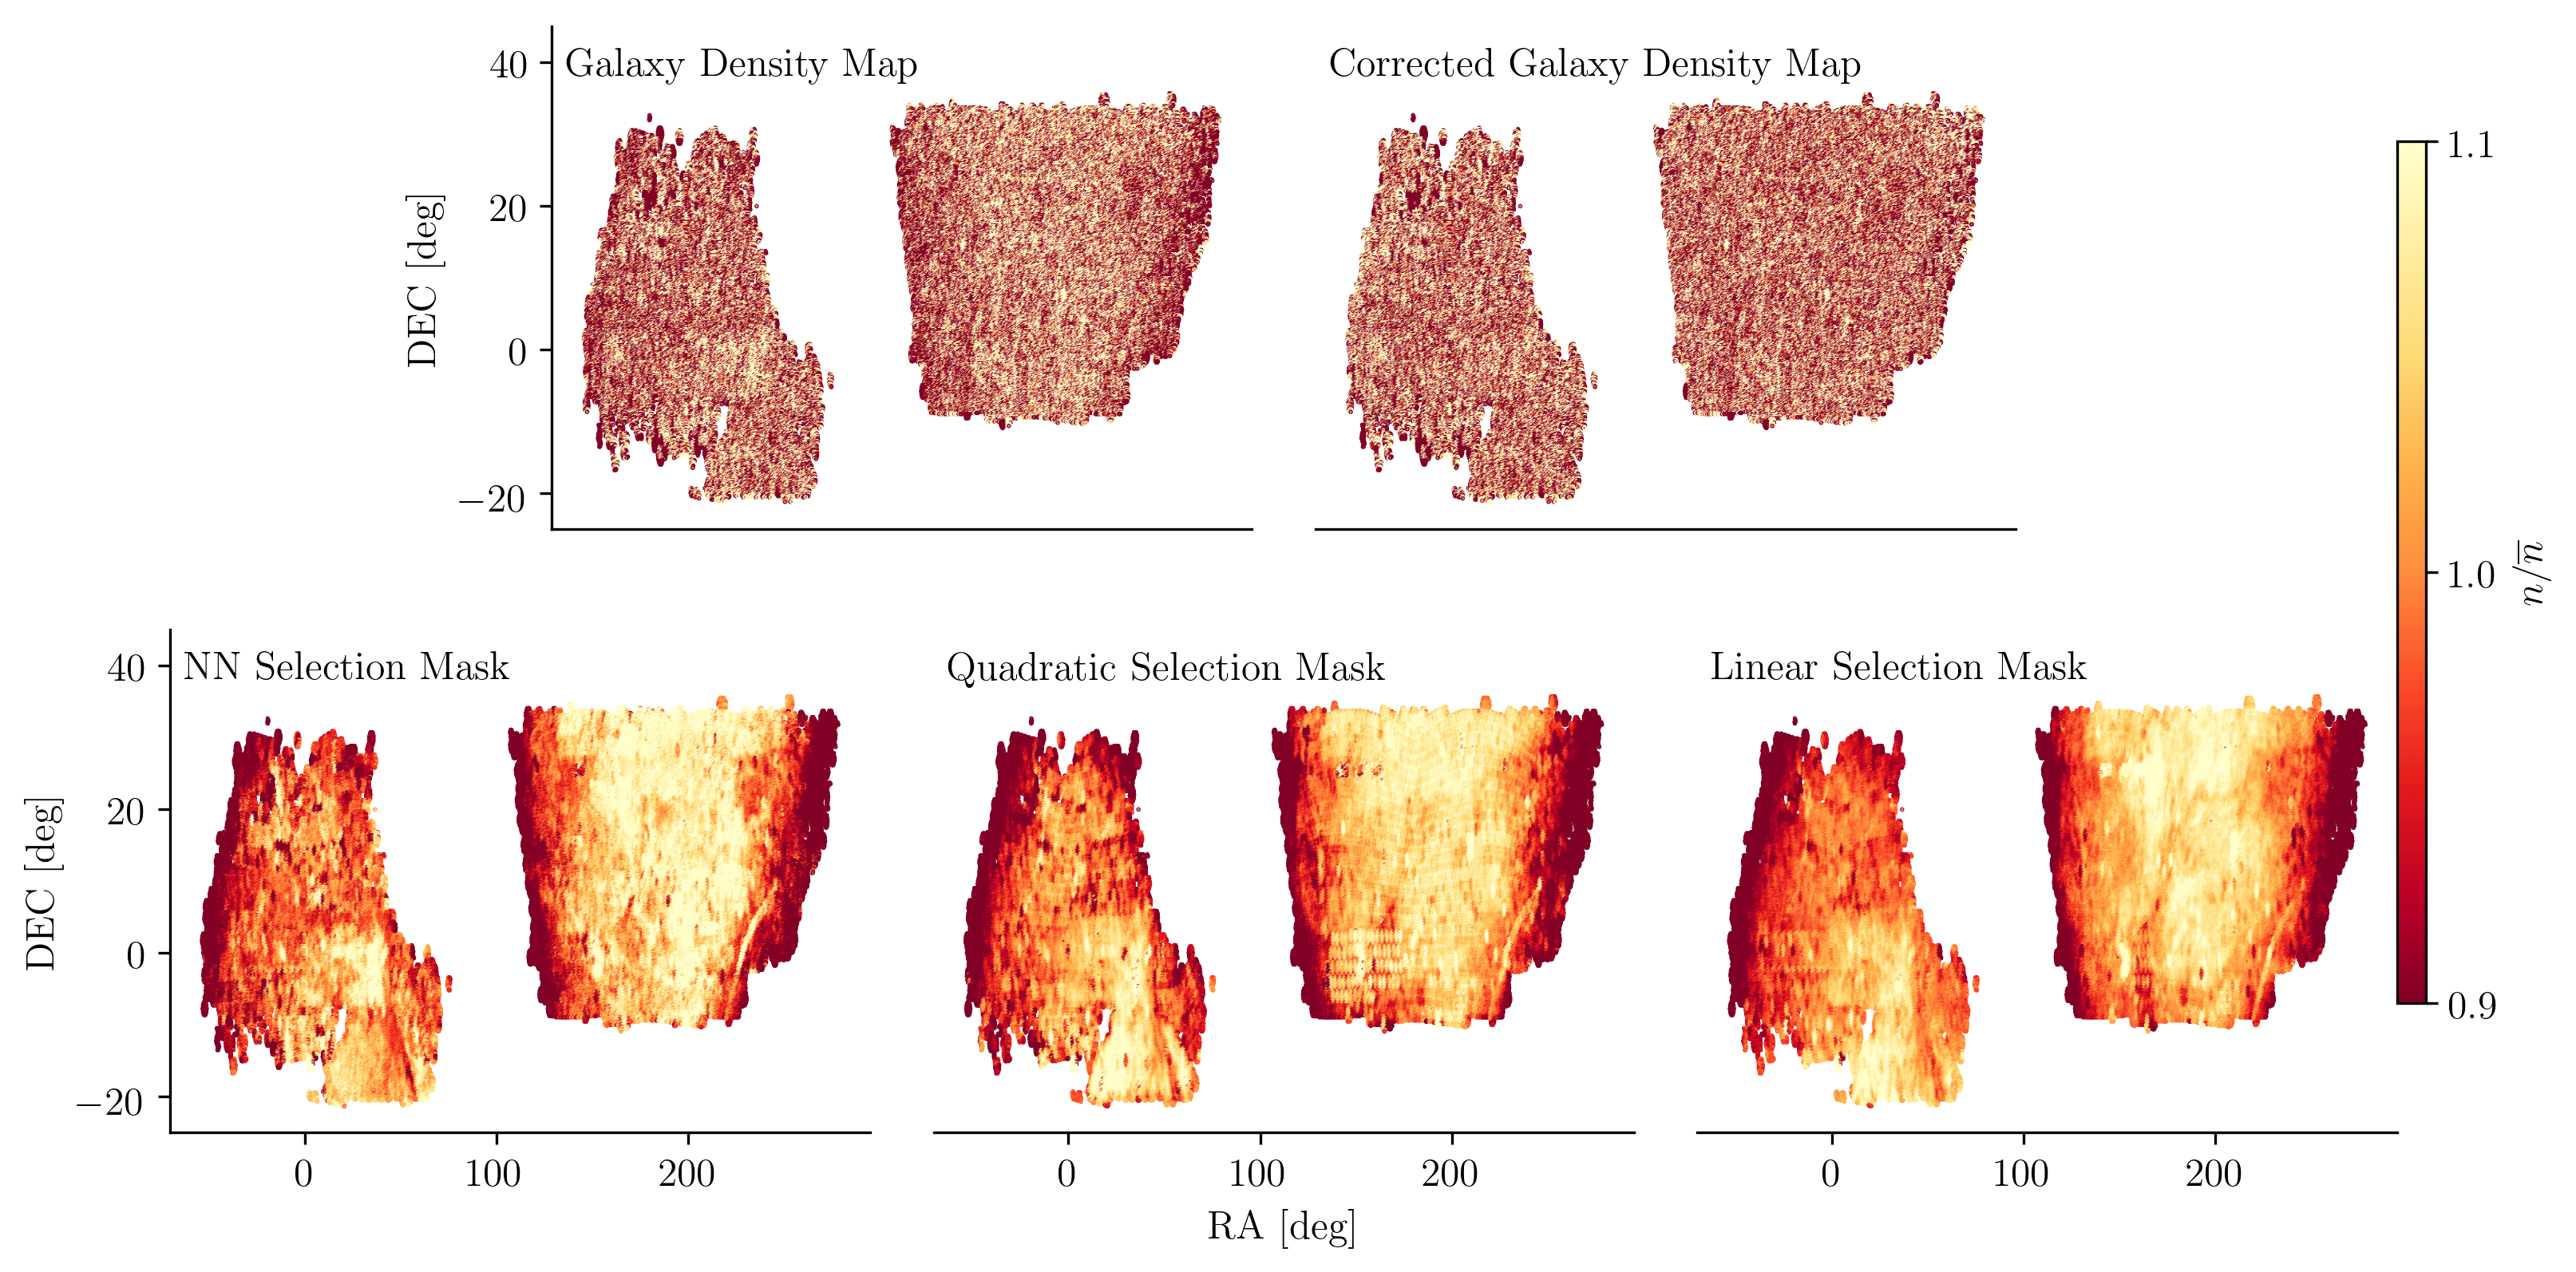 Galaxy Density Map
Corrected Galaxy Density Map
40
20
0
−20
DEC [deg]
1.1
1.0
0.9
n/n̅
NN Selection Mask
Quadratic Selection Mask
Linear Selection Mask
40
20
0
−20
DEC [deg]
0 100 200
0 100 200
0 100 200
RA [deg]